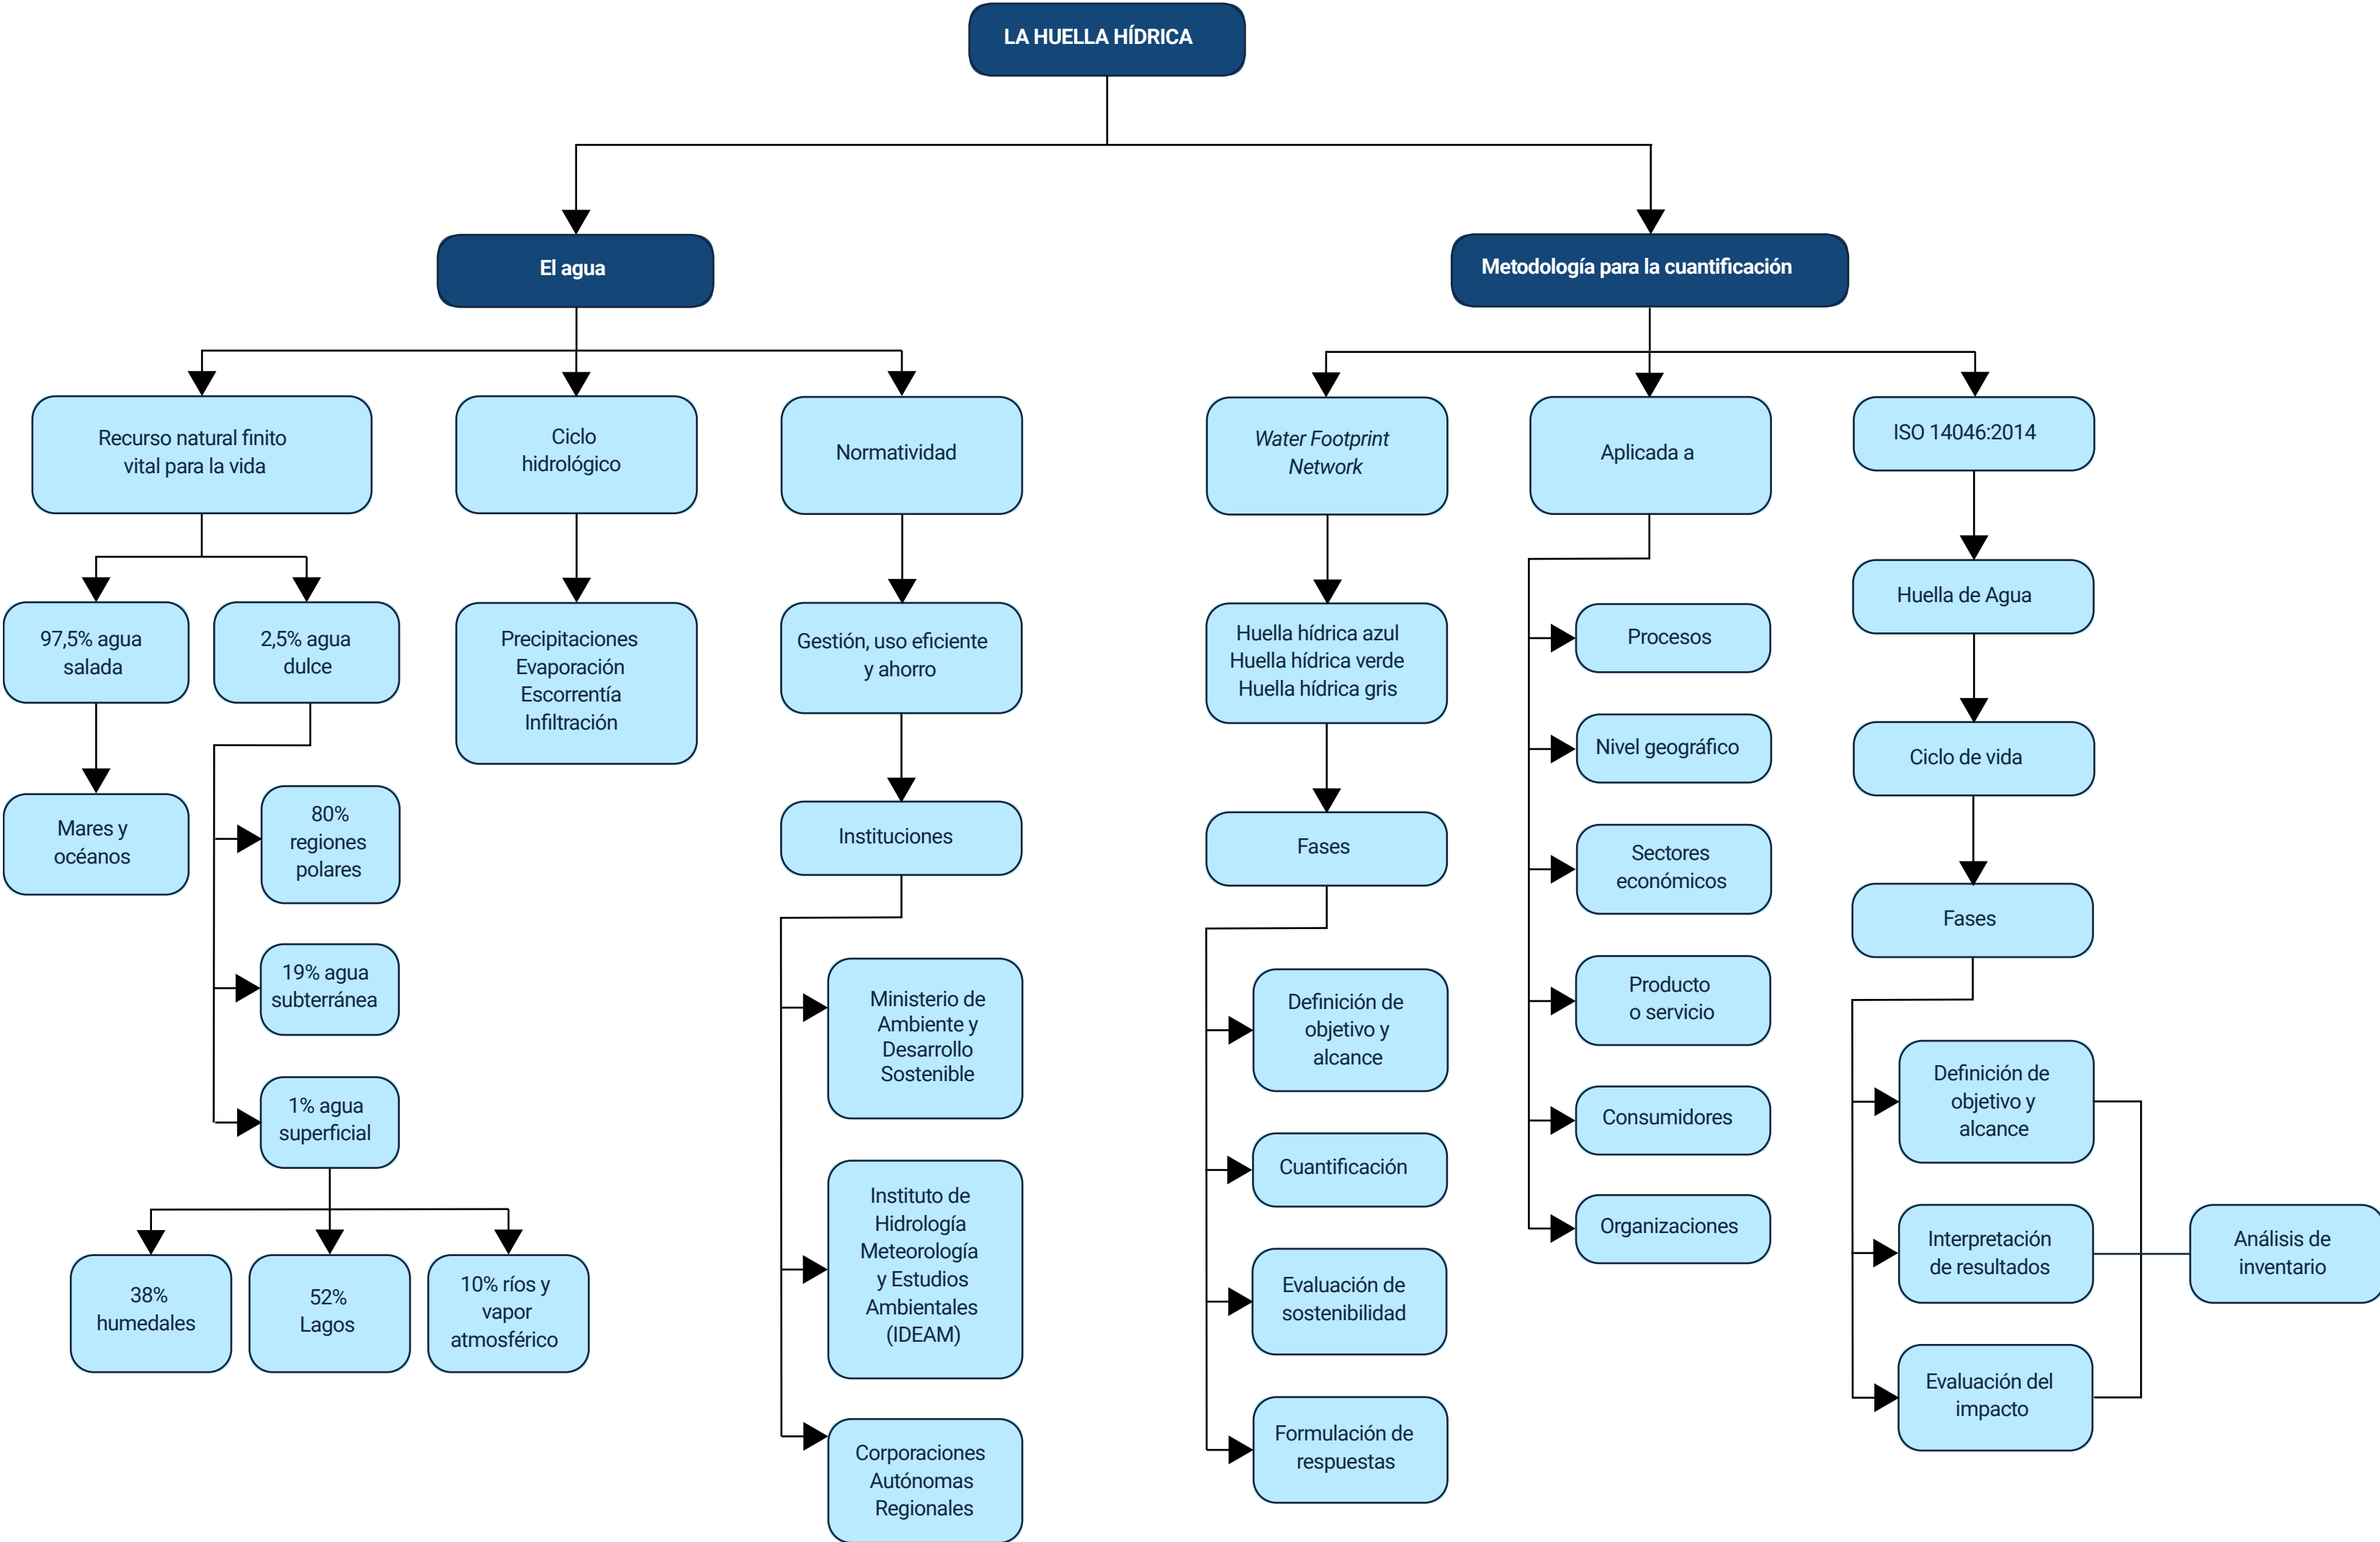 LA HUELLA HÍDRICA
El agua
Metodología para la cuantificación
Recurso natural finito
vital para la vida
Ciclo
hidrológico
Normatividad
Water Footprint
Network
Aplicada a
ISO 14046:2014
97,5% agua
salada
2,5% agua
dulce
Mares y
océanos
80%
regiones
polares
19% agua
subterránea
1% agua
superficial
38%
humedales
52%
Lagos
10% ríos y
vapor
atmosférico
Precipitaciones
Evaporación
Escorrentía
Infiltración
Gestión, uso eficiente
y ahorro
Instituciones
Ministerio de
Ambiente y
Desarrollo
Sostenible
Instituto de
Hidrología
Meteorología
y Estudios
Ambientales
(IDEAM)
Corporaciones
Autónomas
Regionales
Huella hídrica azul
Huella hídrica verde
Huella hídrica gris
Fases
Definición de
objetivo y
alcance
Cuantificación
Evaluación de
sostenibilidad
Formulación de
respuestas
Procesos
Nivel geográfico
Sectores
económicos
Producto
o servicio
Consumidores
Organizaciones
Huella de Agua
Ciclo de vida
Fases
Definición de
objetivo y
alcance
Interpretación
de resultados
Evaluación del
impacto
Análisis de
inventario